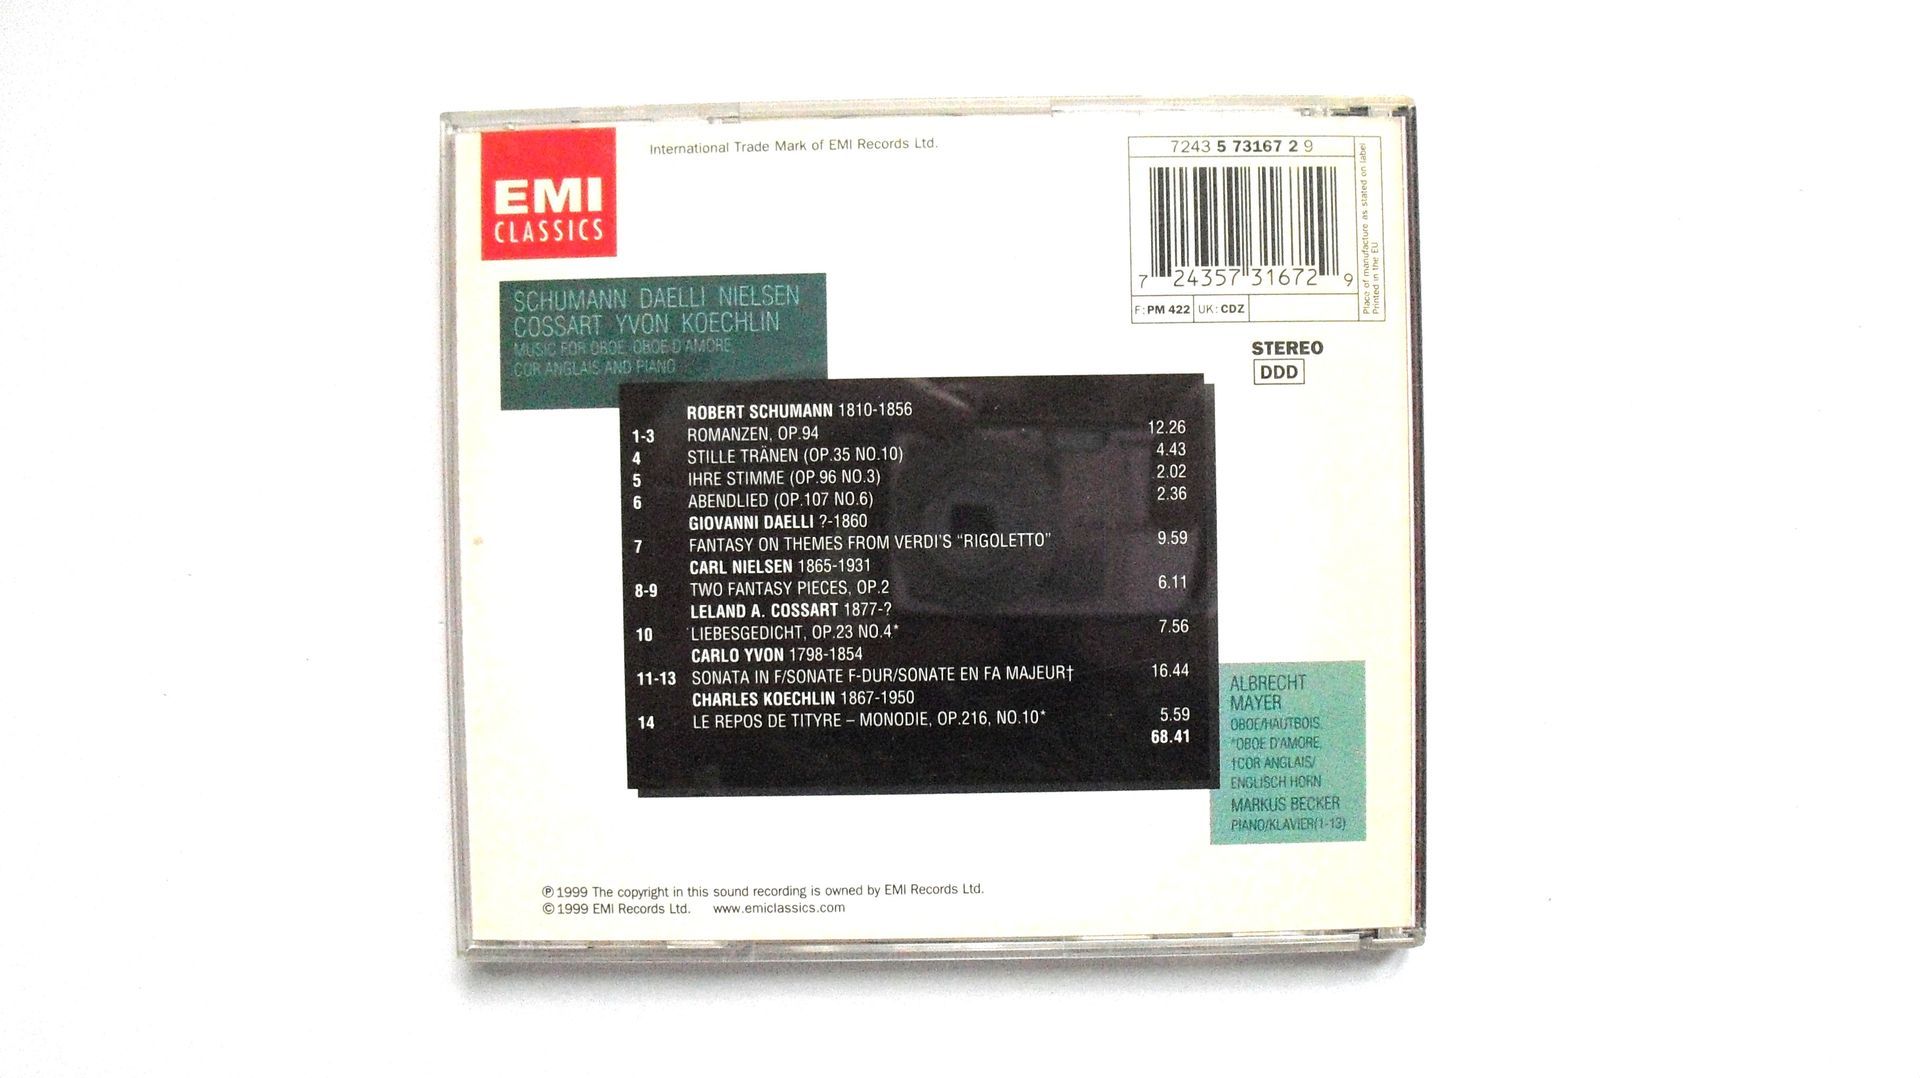 EMI
CLASSICS
International Trade Mark of EMI Records Ltd.
7243 5 73167 2 9
7 24357 31672 9
F: PM 422 UK: CDZ
Place of manufacture as stated on label
Printed in the EU
STEREO
DDD
SCHUMANN DAELLI NIELSEN
COSSART YVON KOECHLIN
MUSIC FOR OBOE, OBOE D'AMORE,
COR ANGLAIS AND PIANO
ROBERT SCHUMANN 1810-1856
1-3 ROMANZEN, OP.94 12.26
4 STILLE TRÄNEN (OP.35 NO.10) 4.43
5 IHRE STIMME (OP.96 NO.3) 2.02
6 ABENDLIED (OP.107 NO.6) 2.36
GIOVANNI DAELLI ?-1860
7 FANTASY ON THEMES FROM VERDI'S “RIGOLETTO” 9.59
CARL NIELSEN 1865-1931
8-9 TWO FANTASY PIECES, OP.2 6.11
LELAND A. COSSART 1877-?
10 LIEBESGEDICHT, OP.23 NO.4* 7.56
CARLO YVON 1798-1854
11-13 SONATA IN F/SONATE F-DUR/SONATE EN FA MAJEUR† 16.44
CHARLES KOECHLIN 1867-1950
14 LE REPOS DE TITYRE – MONODIE, OP.216, NO.10* 5.59
68.41
ALBRECHT
MAYER
OBOE/HAUTBOIS,
*OBOE D'AMORE,
†COR ANGLAIS/
ENGLISCH HORN
MARKUS BECKER
PIANO/KLAVIER(1-13)
℗ 1999 The copyright in this sound recording is owned by EMI Records Ltd.
© 1999 EMI Records Ltd. www.emiclassics.com